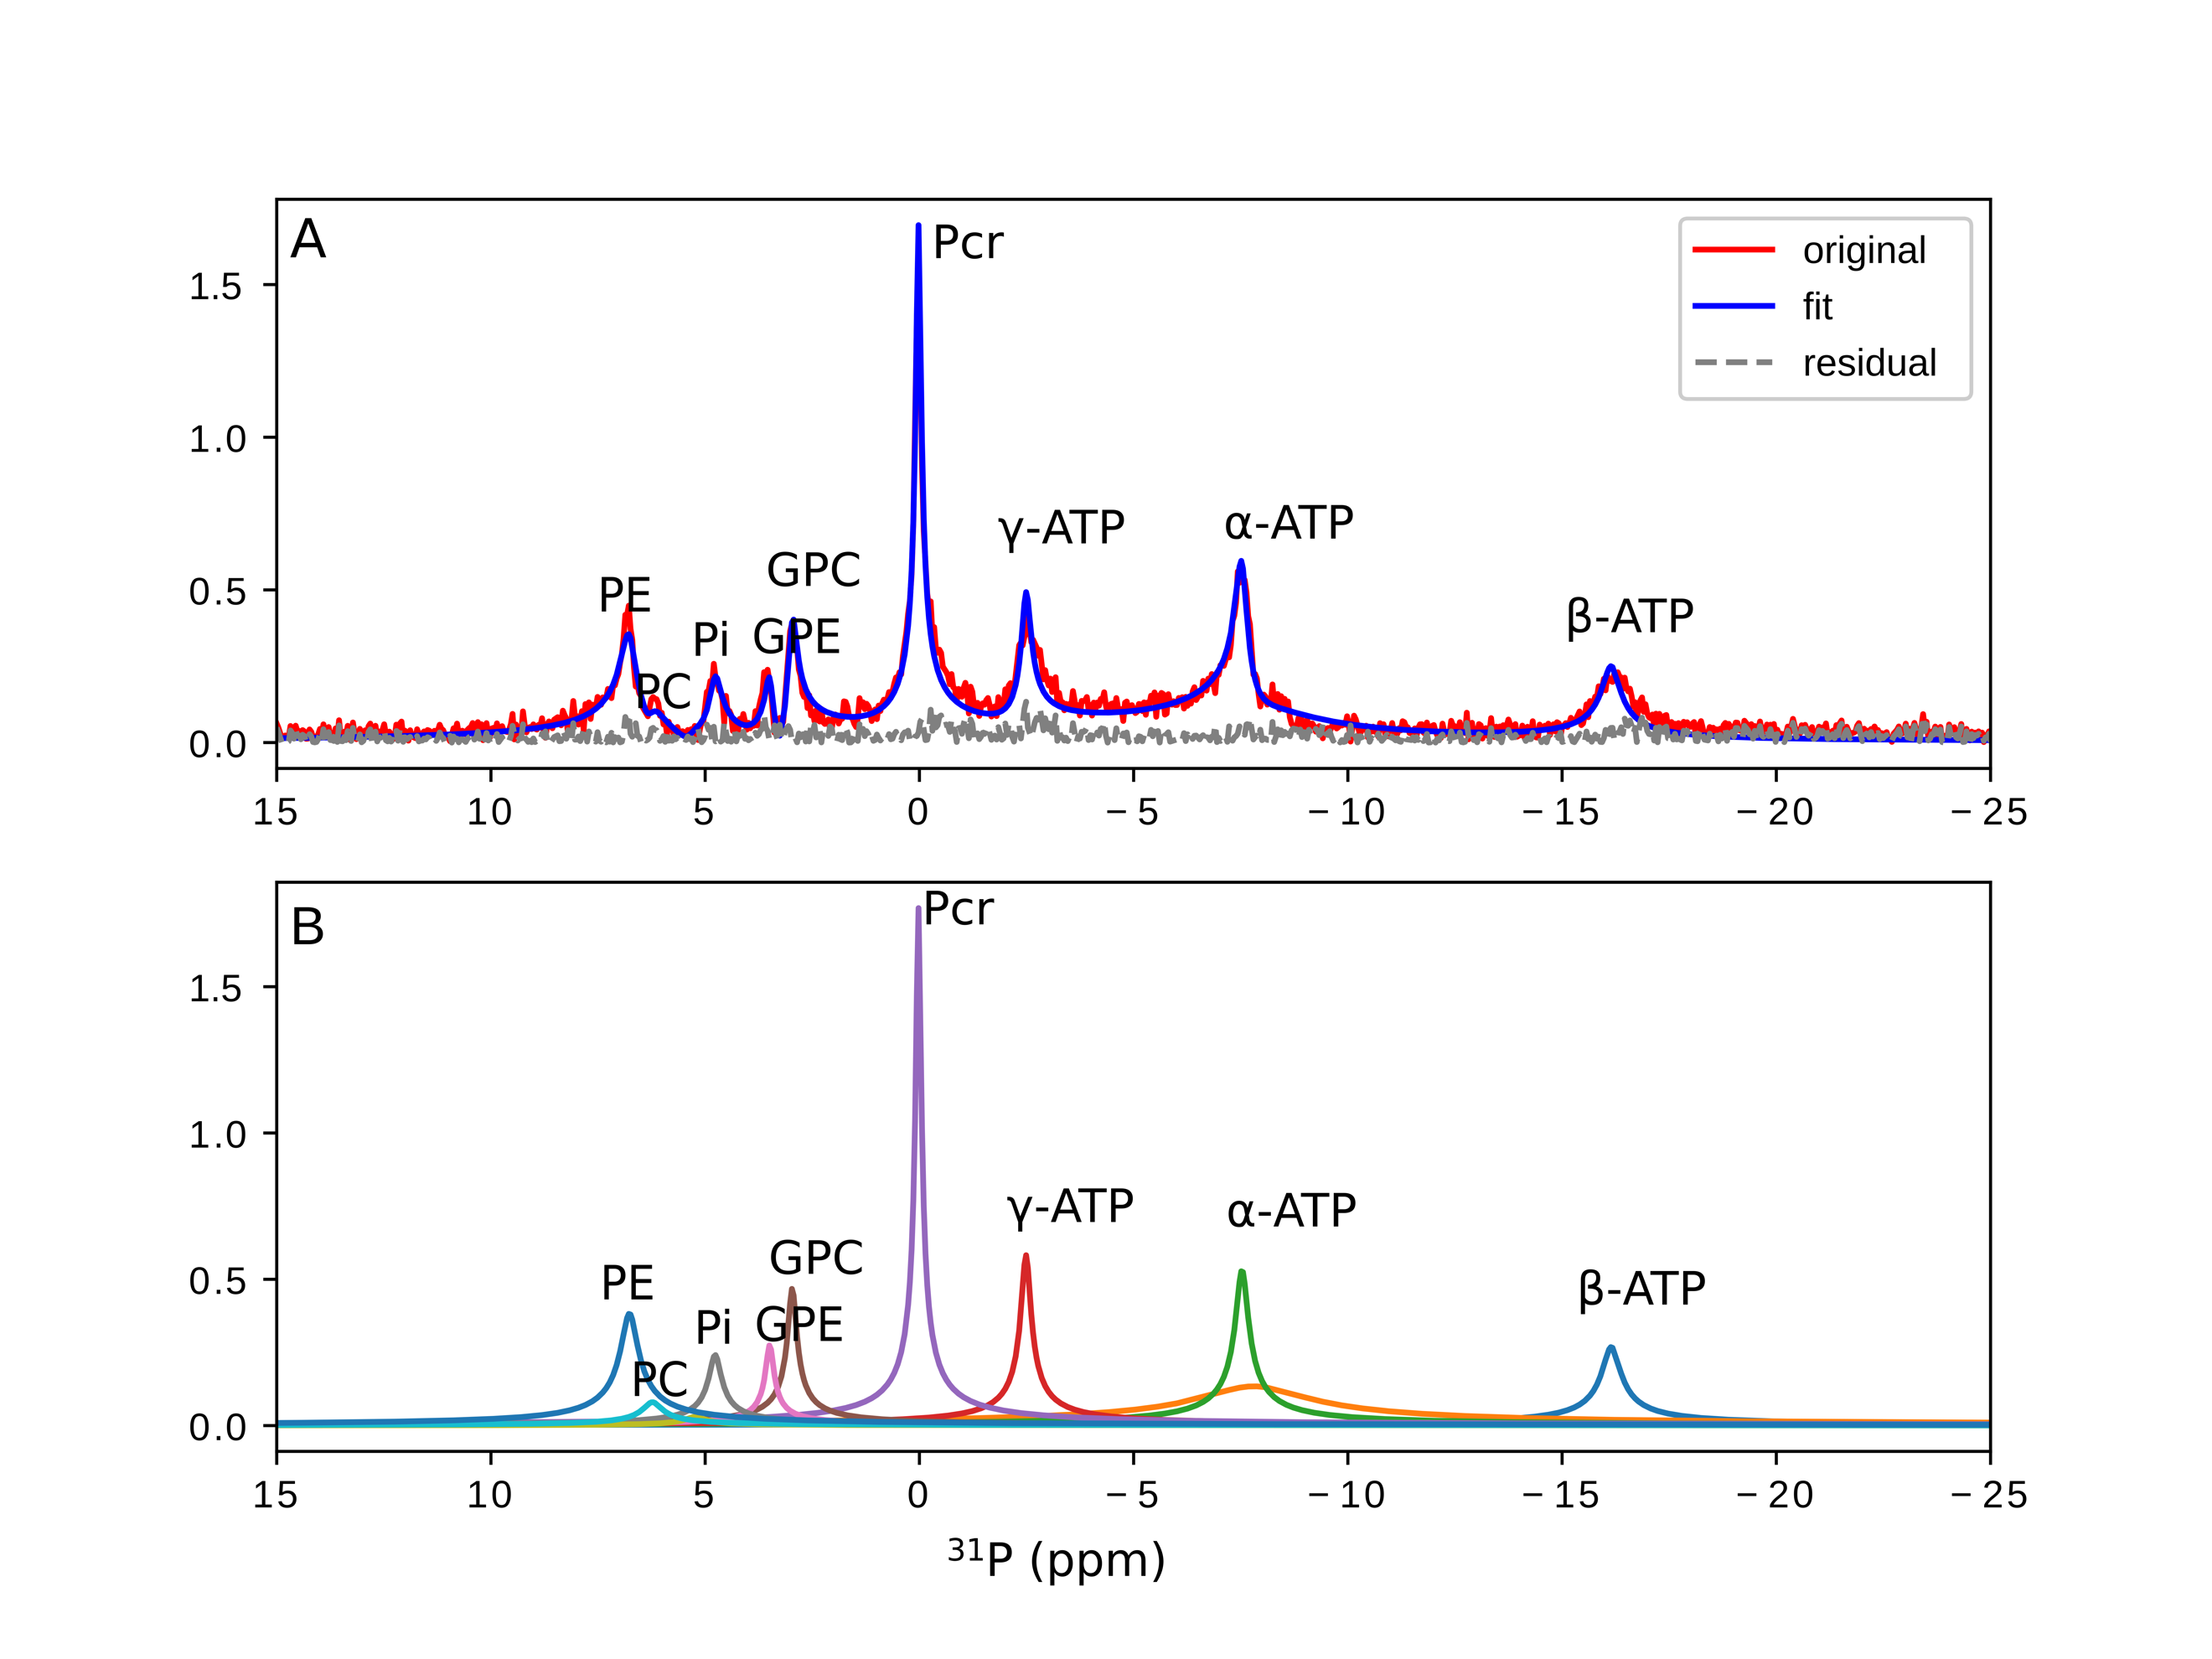 A
Pcr
original
fit
residual
1.5
1.0
γ-ATP
α-ATP
GPC
PE
0.5
β-ATP
Pi
GPE
PC
0.0
15 10 5 0 −5 −10 −15 −20 −25
B
Pcr
1.5
1.0
γ-ATP
α-ATP
GPC
PE
0.5
β-ATP
Pi
GPE
PC
0.0
15 10 5 0 −5 −10 −15 −20 −25
³¹P (ppm)